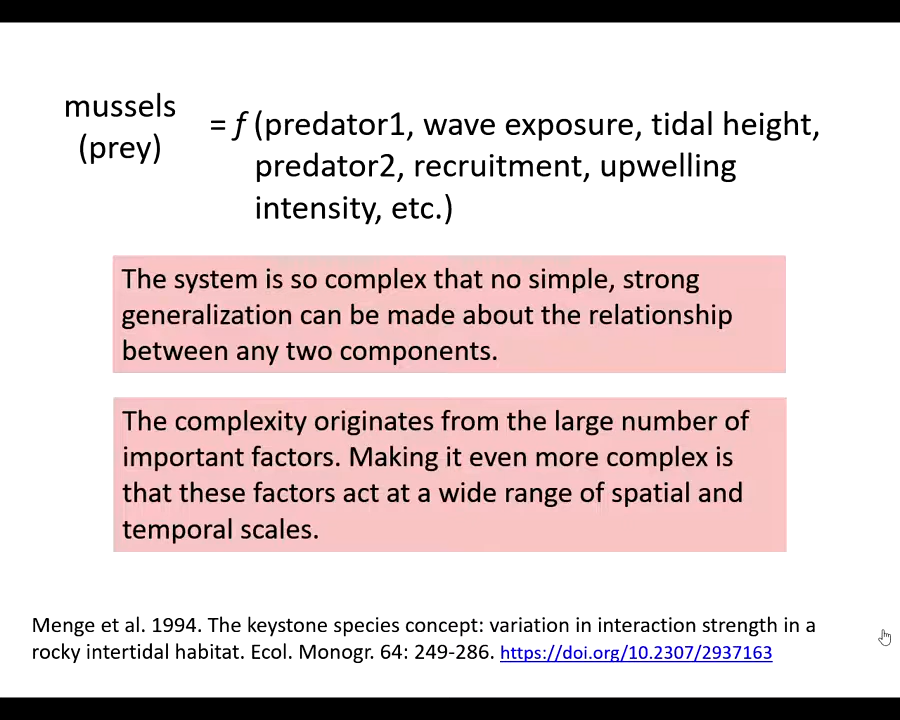 mussels
(prey)
= f (predator1, wave exposure, tidal height,
predator2, recruitment, upwelling
intensity, etc.)
The system is so complex that no simple, strong
generalization can be made about the relationship
between any two components.
The complexity originates from the large number of
important factors. Making it even more complex is
that these factors act at a wide range of spatial and
temporal scales.
Menge et al. 1994. The keystone species concept: variation in interaction strength in a
rocky intertidal habitat. Ecol. Monogr. 64: 249-286. https://doi.org/10.2307/2937163